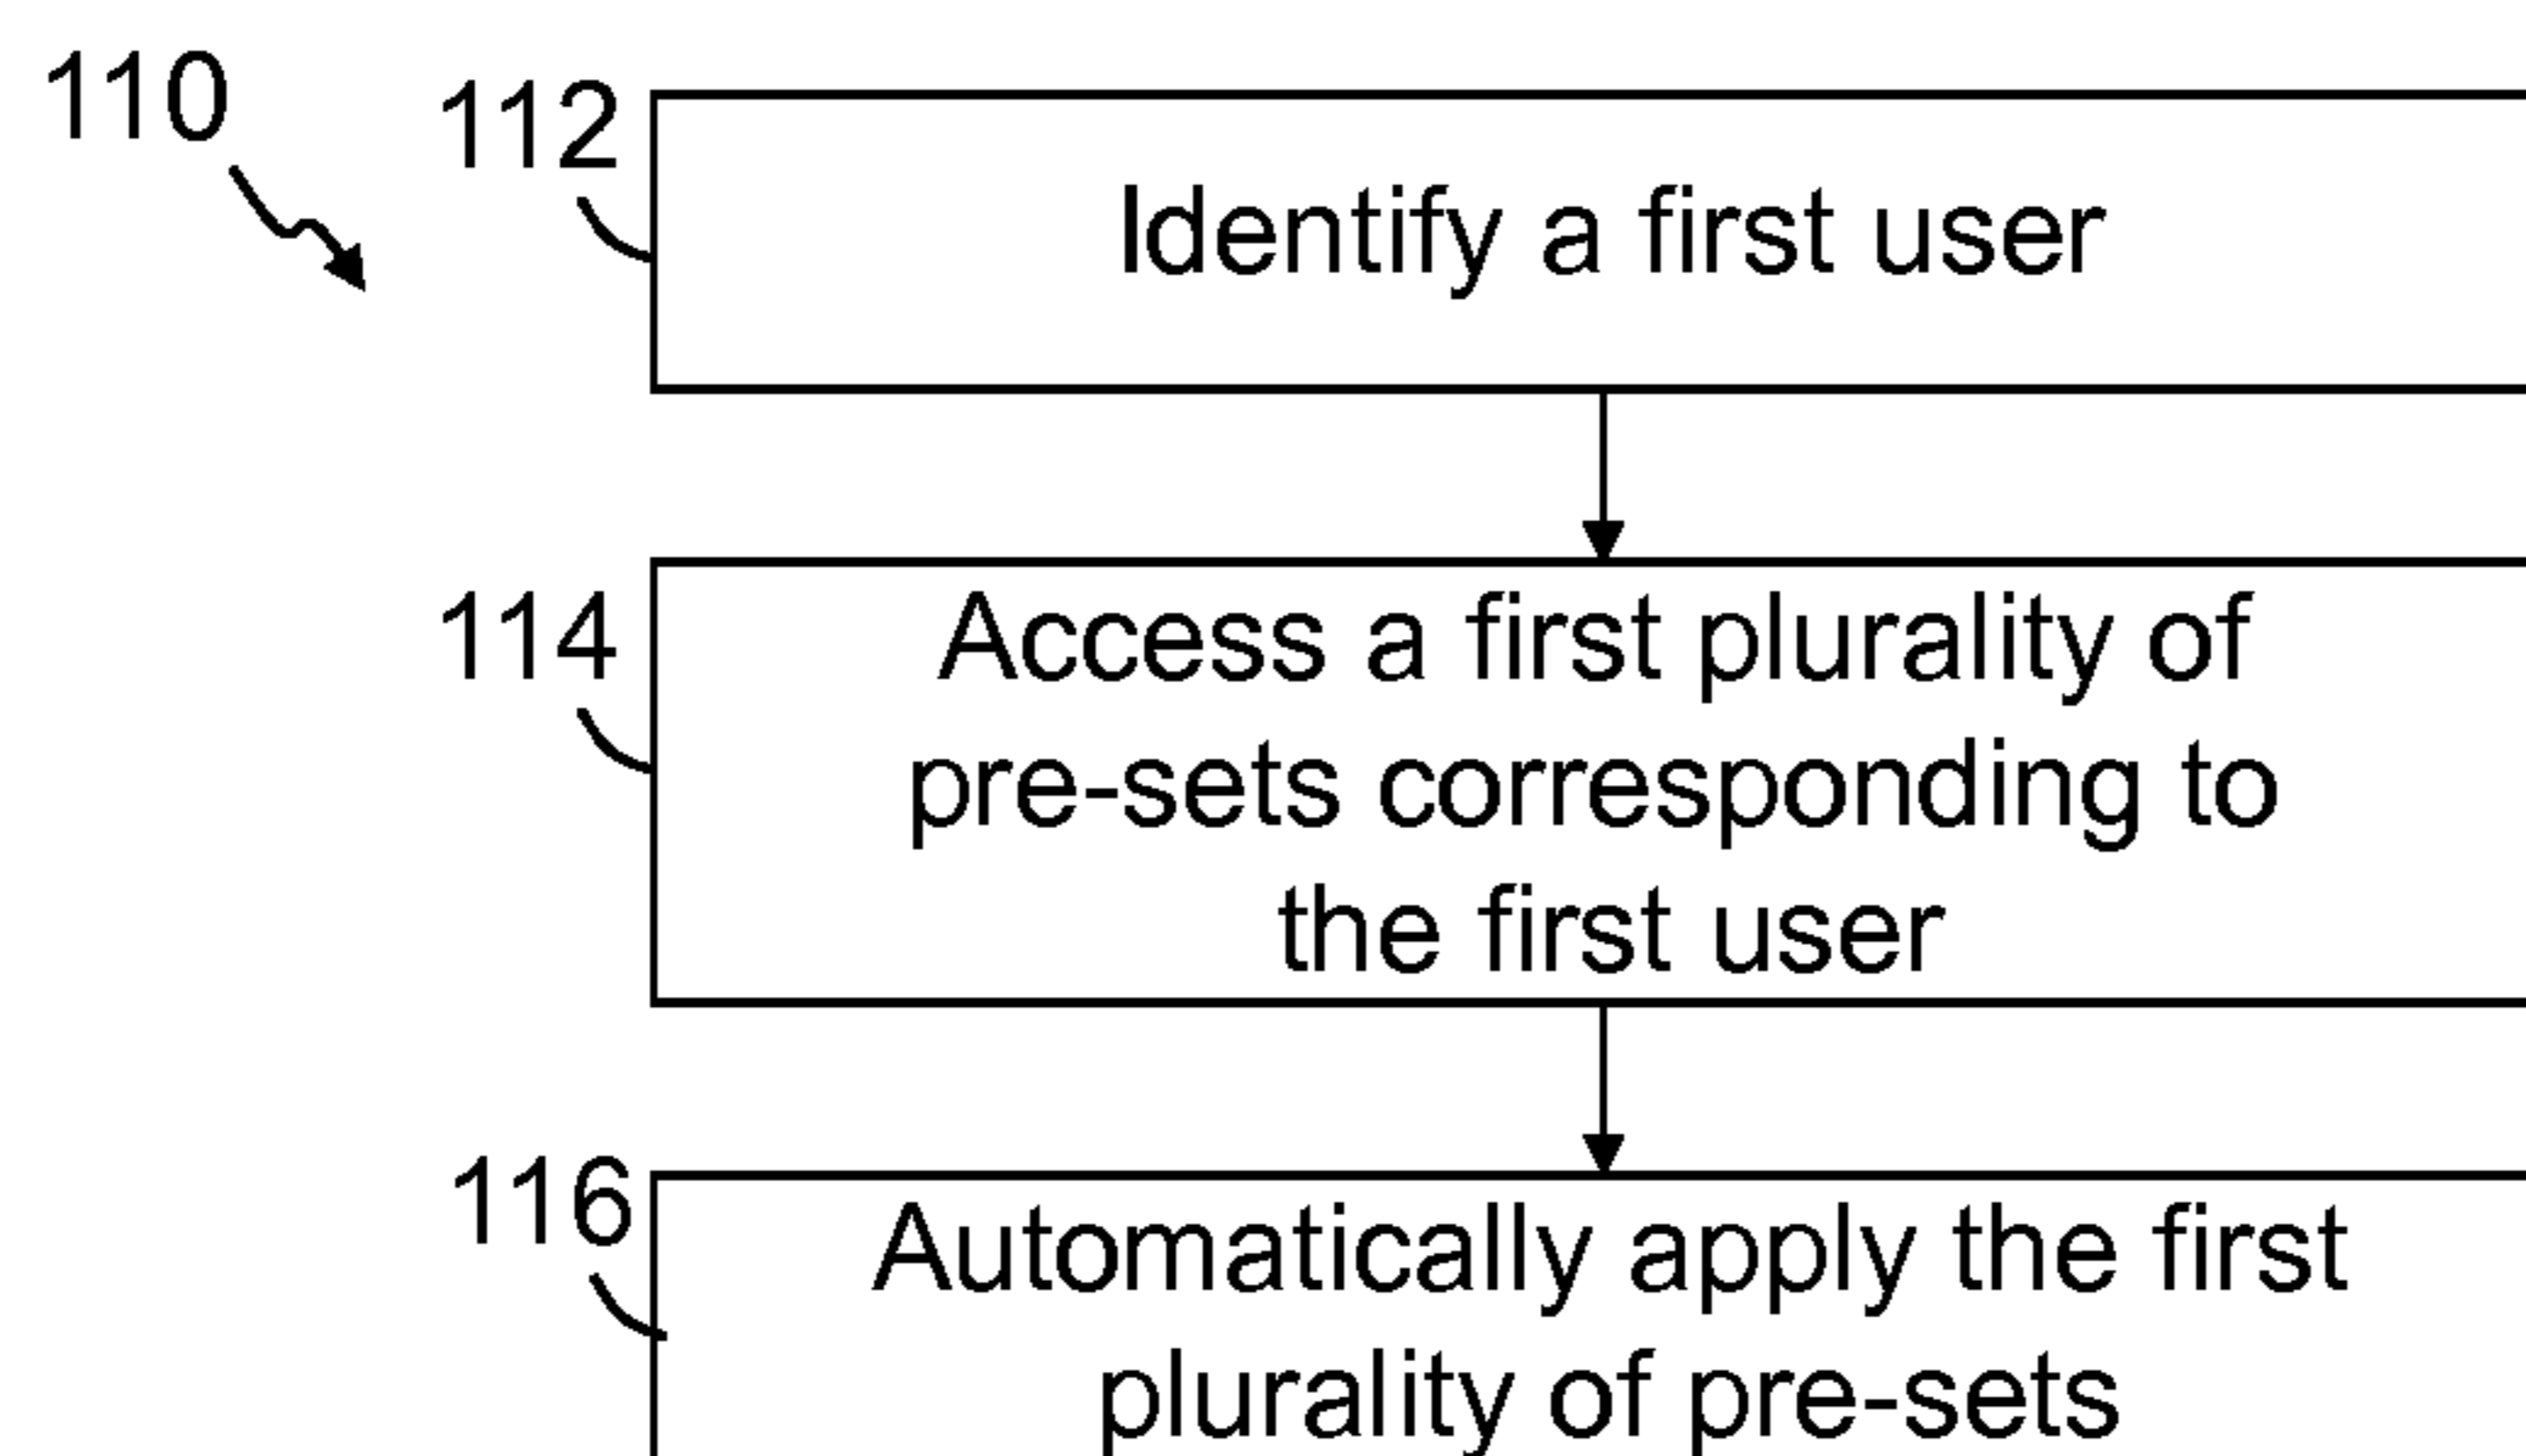 110
112
Identify a first user
114
Access a first plurality of
pre-sets corresponding to
the first user
116
Automatically apply the first
plurality of pre-sets